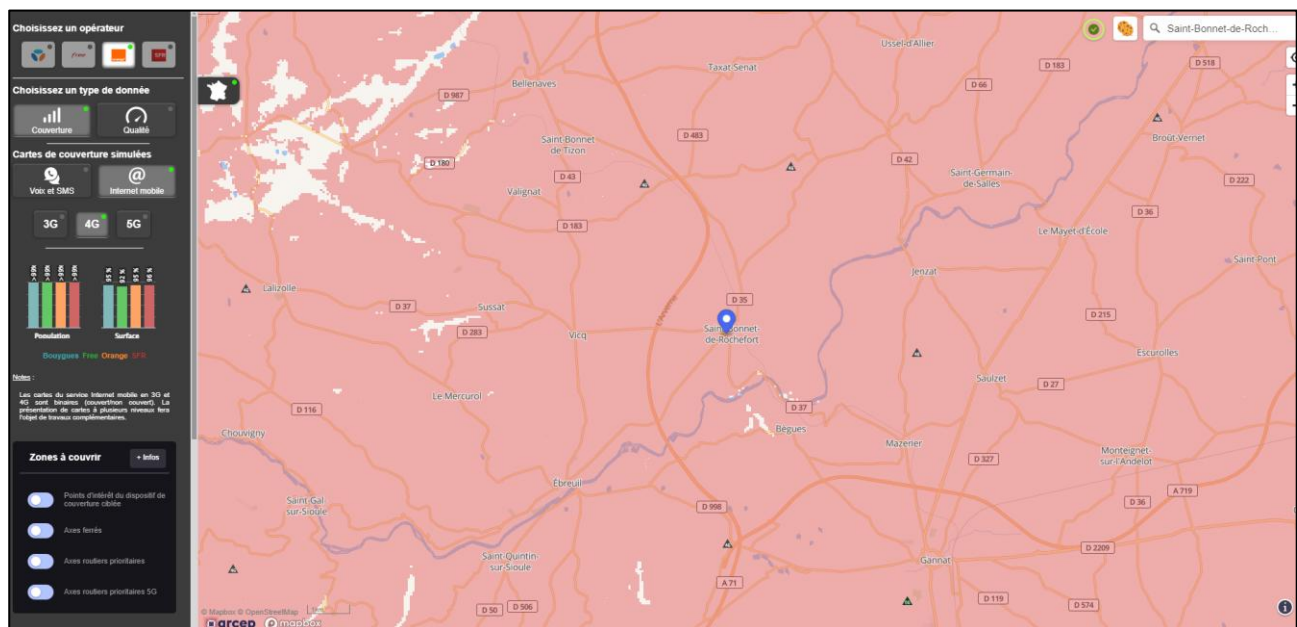 Choisissez un opérateur
free
SFR
Choisissez un type de donnée
Couverture
Qualité
Cartes de couverture simulées
Voix et SMS
Internet mobile
3G
4G
5G
>99%
>99%
>99%
>99%
95 %
92 %
95 %
Population
Surface
Bouygues Free Orange SFR
Notes :
Les cartes du service Internet mobile en 3G et
4G sont binaires (couvert/non couvert). La
présentation de cartes à plusieurs niveaux fera
l'objet de travaux complémentaires.
Zones à couvrir
+ Infos
Points d'intérêt du dispositif de
couverture ciblée
Axes ferrés
Axes routiers prioritaires
Axes routiers prioritaires 5G
Saint-Bonnet-de-Roch...
Ussel-d'Allier
D 518
Taxat-Senat
D 183
Bellenaves
D 66
D 987
Saint-Bonnet
de-Tizon
D 483
Broût-Vernet
D 180
D 42
D 43
Saint-Germain-
de-Salles
D 222
Valignat
D 36
D 183
Le Mayet-d'École
Saint Pont
Jenzat
Lalizolle
D 37
Sussat
D 35
L'Arverne
D 215
D 283
Vicq
Saint-Bonnet-
de-Rochefort
Escurolles
Saulzet
D 27
Le Mercurol
D 116
D 37
Chouvigny
Bègues
Mazerier
D 327
Monteignet-
sur-l'Andelot
Ébreuil
A 719
Saint-Gal-
sur-Sioule
D 998
D 36
Saint-Quintin-
sur-Sioule
D 2209
Gannat
A 71
D 119
D 574
D 50
D 506
© Mapbox © OpenStreetMap
arcep
mapbox